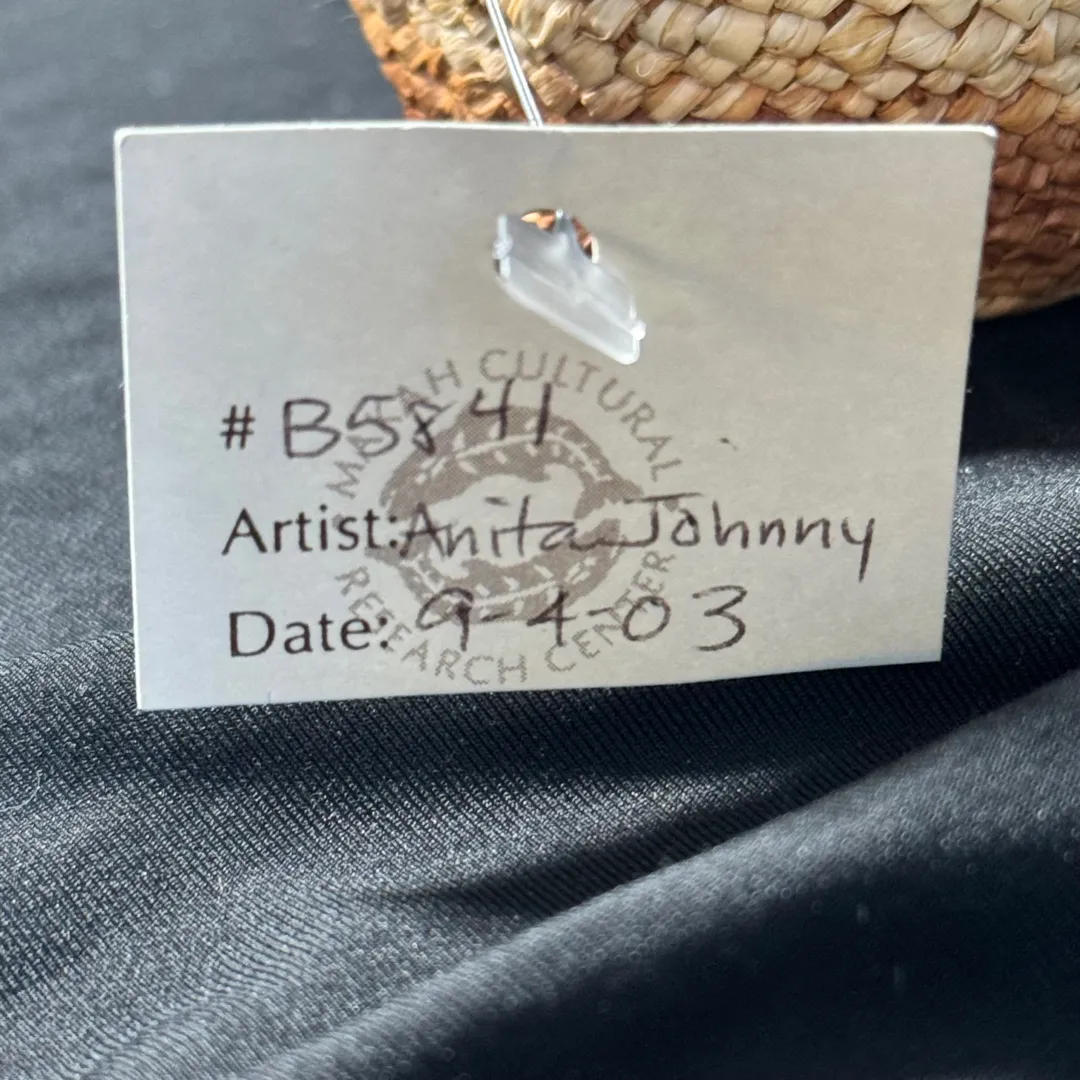 CULTURAL
# B5841
Artist: Anita Johnny
Date: 9-4-03
RESEARCH CENTER